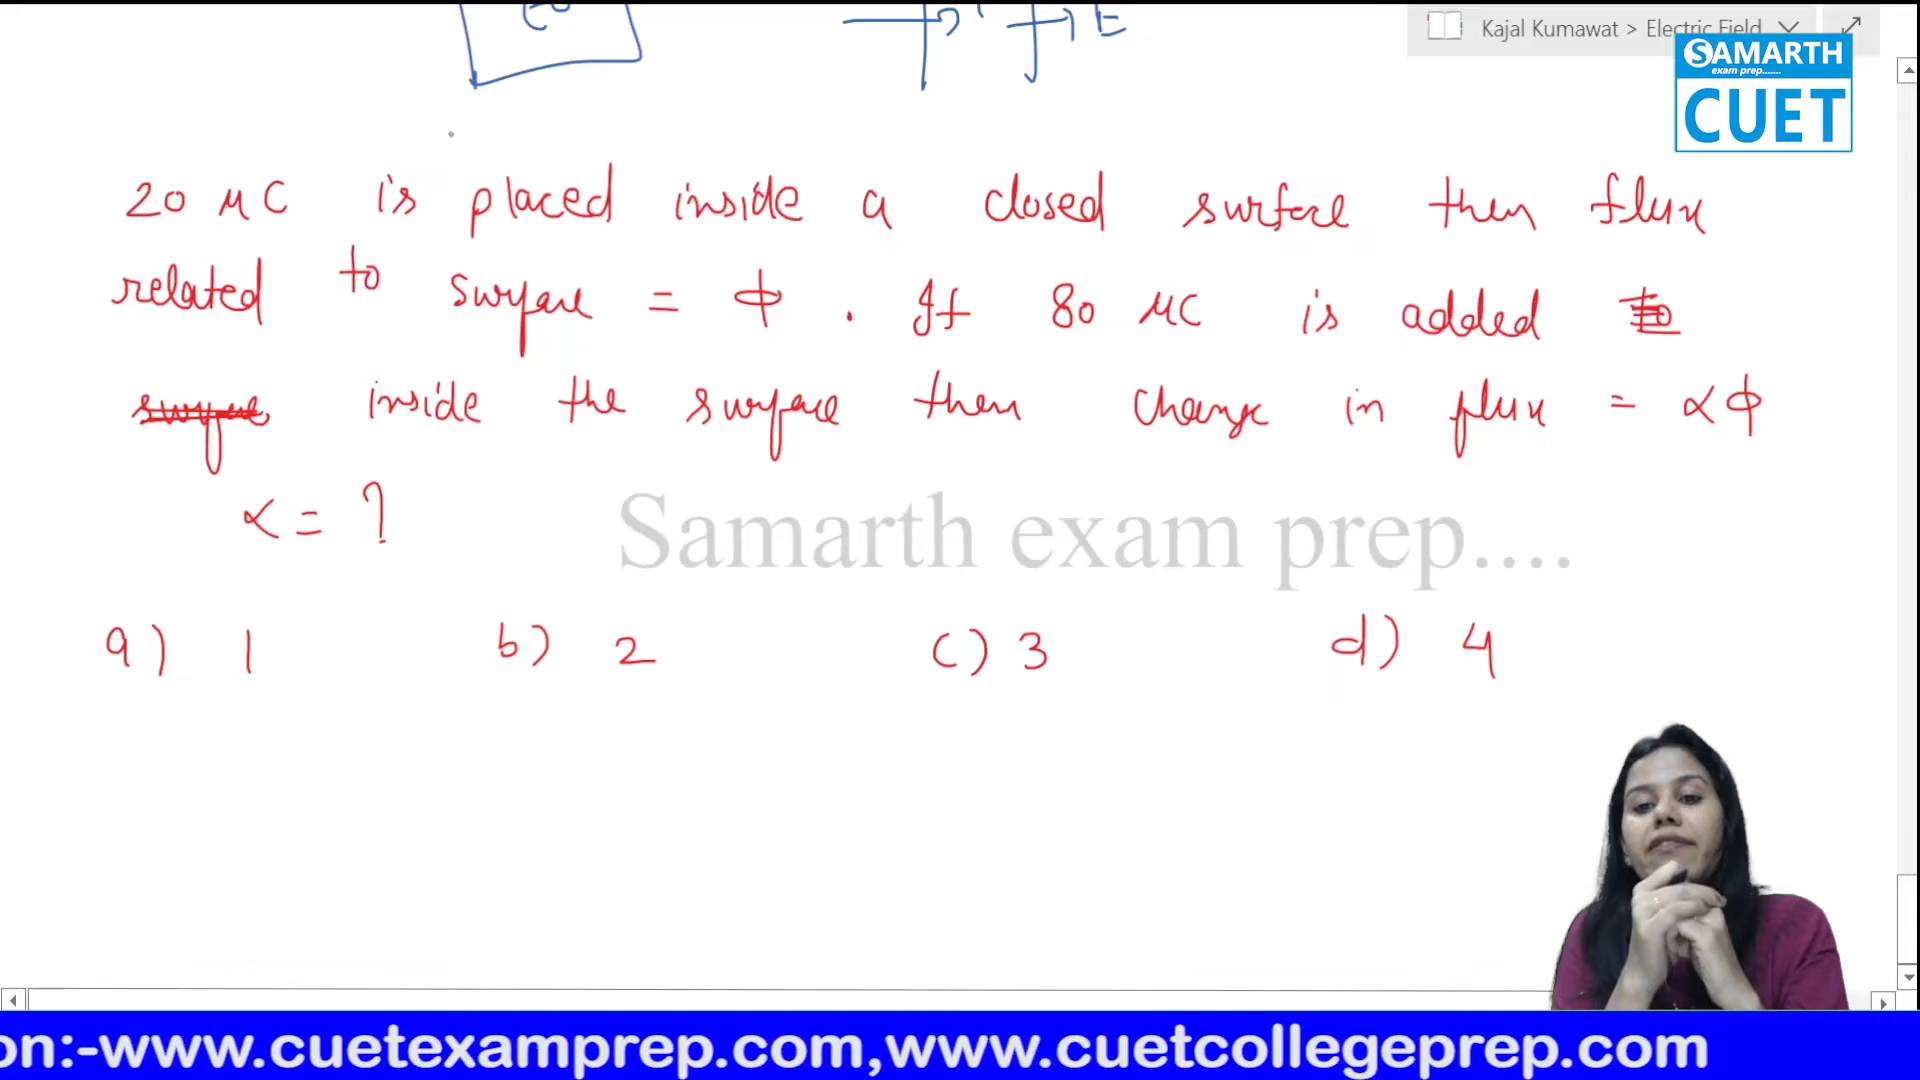 E
Kajal Kumawat > Electric Field
SAMARTH
exam prep.......
CUET
20 μC is placed inside a closed surface then flux
related to surface = ϕ . If 80 μC is added to
surface inside the surface then change in flux = αϕ
α = ?
Samarth exam prep....
a) 1 b) 2 c) 3 d) 4
on:-www.cuetexamprep.com,www.cuetcollegeprep.com